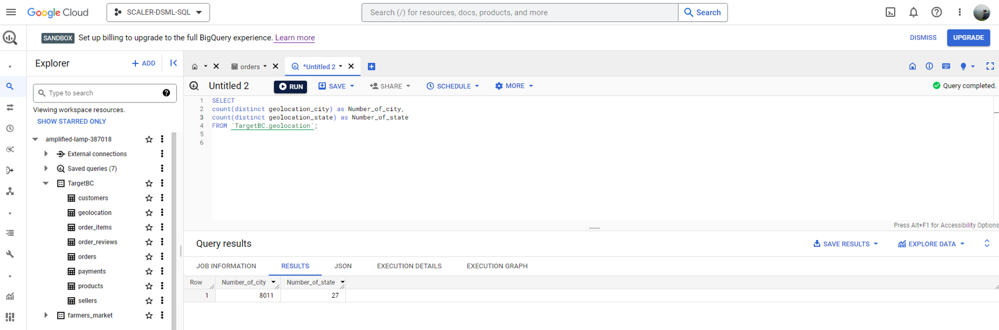 Google Cloud
SCALER-DSML-SQL
Search (/) for resources, docs, products, and more
Search
SANDBOX Set up billing to upgrade to the full BigQuery experience. Learn more
DISMISS
UPGRADE
Explorer
+ ADD
Type to search
Viewing workspace resources.
SHOW STARRED ONLY
amplified-lamp-387018
External connections
Saved queries (7)
TargetBC
customers
geolocation
order_items
order_reviews
orders
payments
products
sellers
farmers_market
orders
*Untitled 2
Untitled 2
RUN
SAVE
SHARE
SCHEDULE
MORE
Query completed.
1 SELECT
2 count(distinct geolocation_city) as Number_of_city,
3 count(distinct geolocation_state) as Number_of_state
4 FROM `TargetBC.geolocation`;
5
6
Press Alt+F1 for Accessibility Options
Query results
SAVE RESULTS
EXPLORE DATA
JOB INFORMATION
RESULTS
JSON
EXECUTION DETAILS
EXECUTION GRAPH
Row Number_of_city Number_of_state
1 8011 27